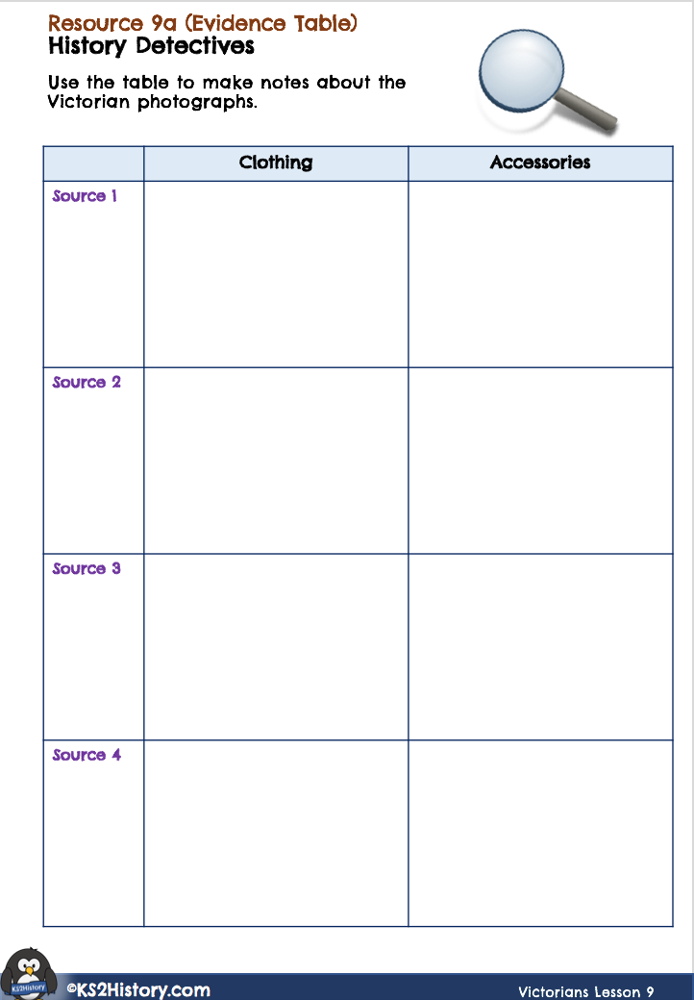 Resource 9a (Evidence Table)
History Detectives
Use the table to make notes about the
Victorian photographs.
Clothing
Accessories
Source 1
Source 2
Source 3
Source 4
KS2History
©KS2History.com
Victorians Lesson 9